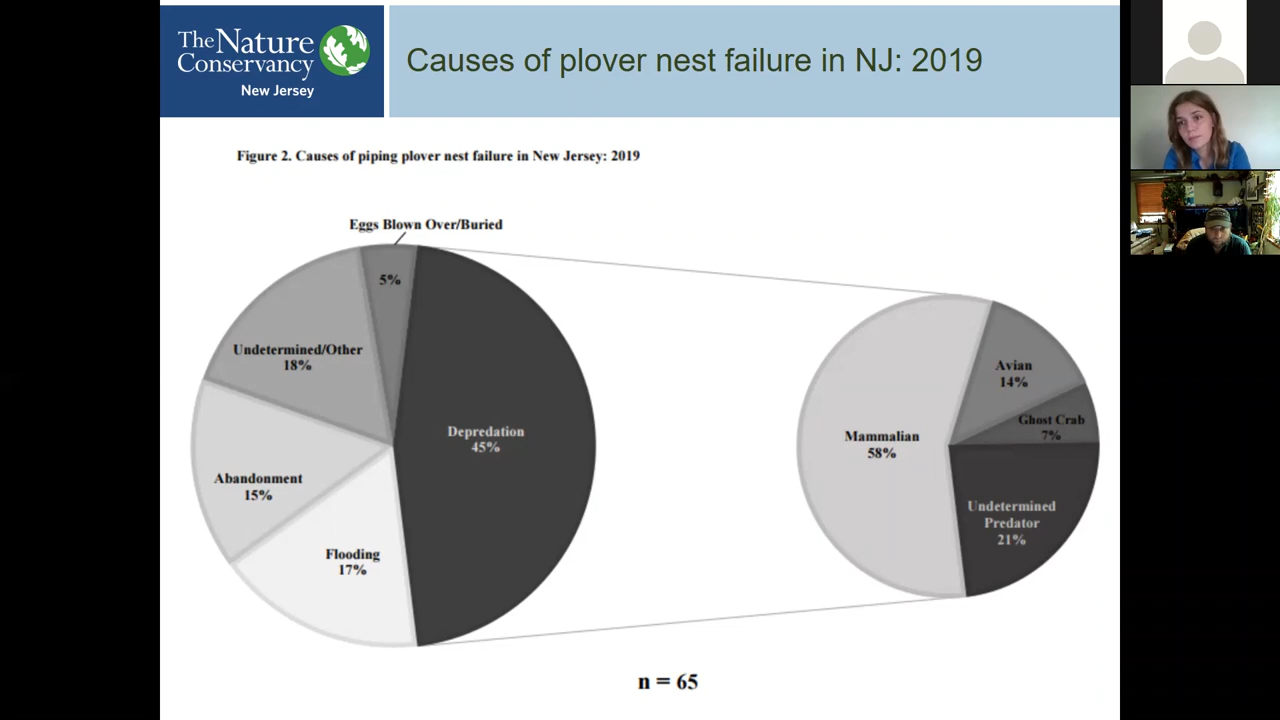 The Nature
Conservancy
New Jersey
Causes of plover nest failure in NJ: 2019
Figure 2. Causes of piping plover nest failure in New Jersey: 2019
Eggs Blown Over/Buried
5%
Undetermined/Other
18%
Depredation
45%
Abandonment
15%
Flooding
17%
Avian
14%
Ghost Crab
7%
Mammalian
58%
Undetermined
Predator
21%
n = 65